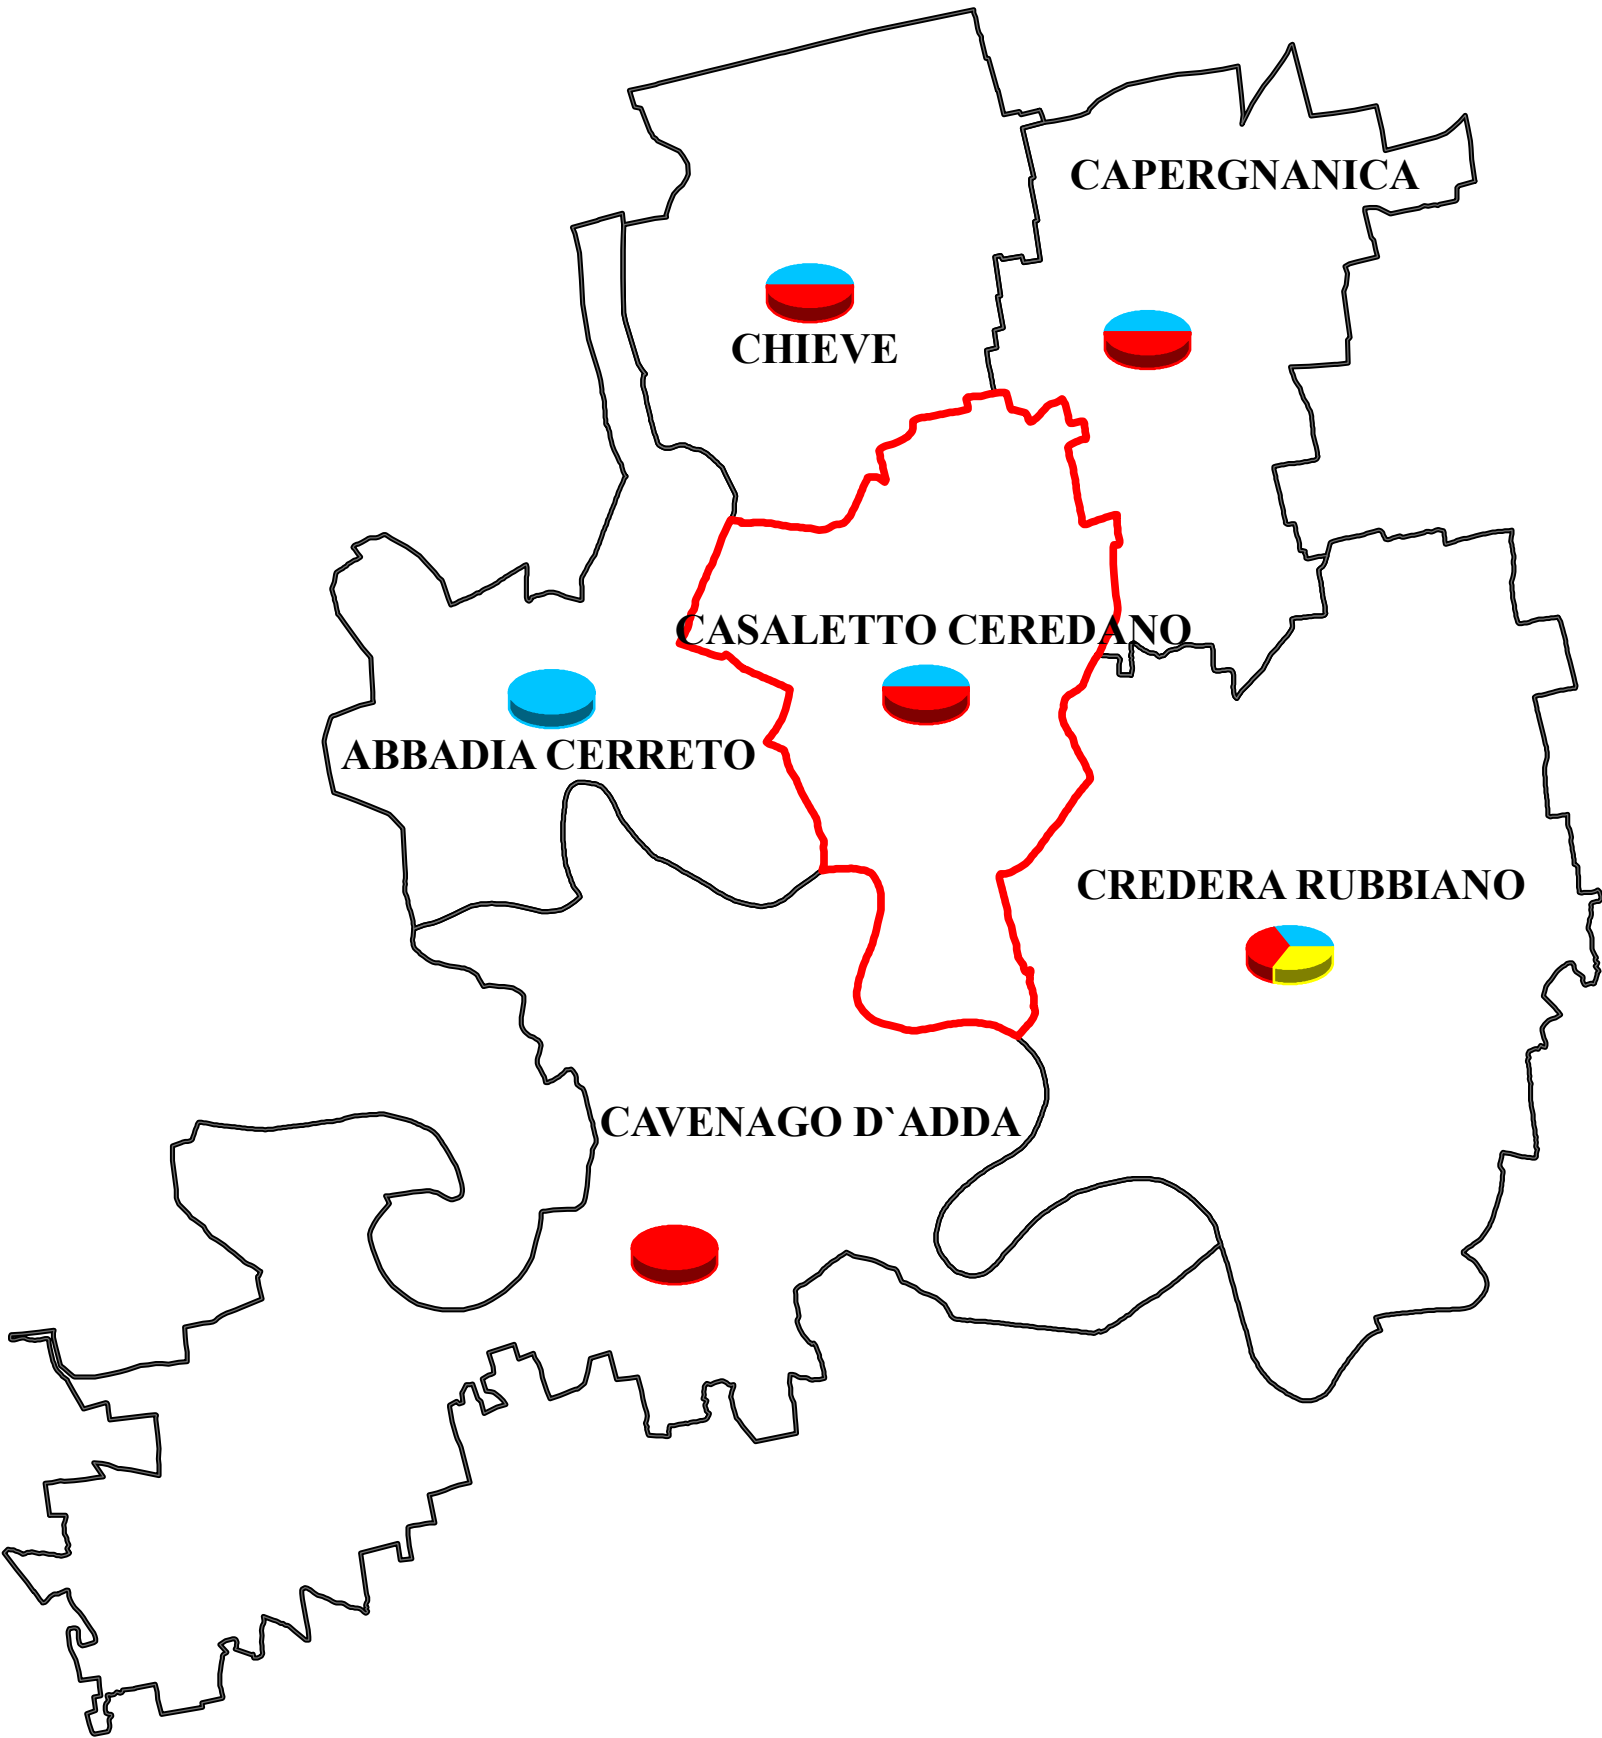 CAPERGNANICA
CHIEVE
CASALETTO CEREDANO
ABBADIA CERRETO
CREDERA RUBBIANO
CAVENAGO D`ADDA